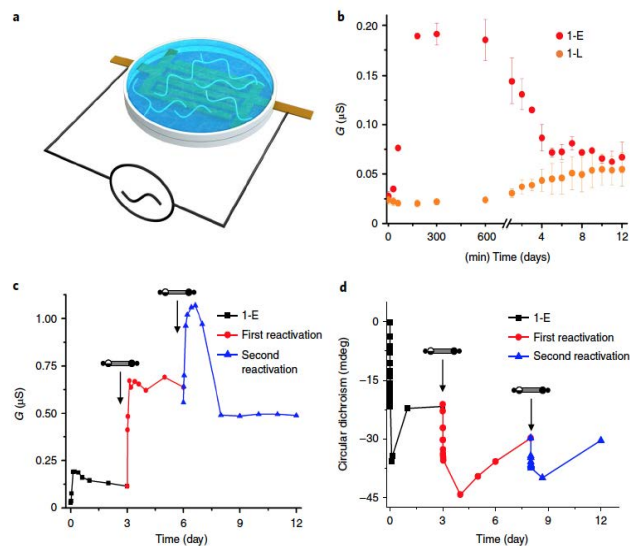 a
b
G (µS)
0.20
0.15
0.10
0.05
0
1-E
1-L
0
300
600
4
8
12
(min) Time (days)
c
G (µS)
1.00
0.75
0.50
0.25
0
1-E
First reactivation
Second
reactivation
0
3
6
9
12
Time (day)
d
Circular dichroism (mdeg)
0
−15
−30
−45
1-E
First reactivation
Second reactivation
0
3
6
9
12
Time (day)